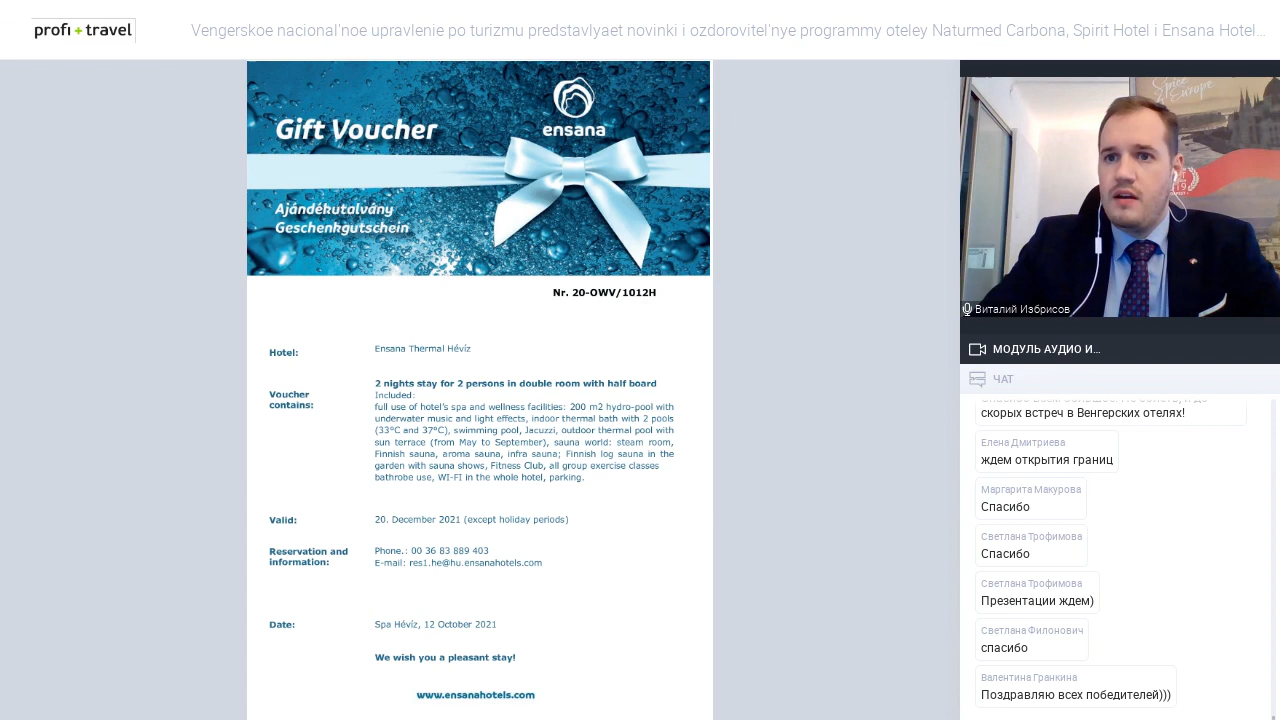 profi + travel
Vengerskoe nacional'noe upravlenie po turizmu predstavlyaet novinki i ozdorovitel'nye programmy oteley Naturmed Carbona, Spirit Hotel i Ensana Hotel...
Gift Voucher
ensana
Ajándékutalvány
Geschenkgutschein
Nr. 20-OWV/1012H
Hotel:
Ensana Thermal Hévíz
Voucher
contains:
2 nights stay for 2 persons in double room with half board
Included:
full use of hotel's spa and wellness facilities: 200 m2 hydro-pool with
underwater music and light effects, indoor thermal bath with 2 pools
(33°C and 37°C), swimming pool, Jacuzzi, outdoor thermal pool with
sun terrace (from May to September), sauna world: steam room,
Finnish sauna, aroma sauna, infra sauna; Finnish log sauna in the
garden with sauna shows, Fitness Club, all group exercise classes
bathrobe use, WI-FI in the whole hotel, parking.
Valid:
20. December 2021 (except holiday periods)
Reservation and
information:
Phone.: 00 36 83 889 403
E-mail: res1.he@hu.ensanahotels.com
Date:
Spa Hévíz, 12 October 2021
We wish you a pleasant stay!
www.ensanahotels.com
Spice
of Europe
Виталий Избрисов
МОДУЛЬ АУДИО И...
ЧАТ
скорых встреч в Венгерских отелях!
Елена Дмитриева
ждем открытия границ
Маргарита Макурова
Спасибо
Светлана Трофимова
Спасибо
Светлана Трофимова
Презентации ждем)
Светлана Филонович
спасибо
Валентина Гранкина
Поздравляю всех победителей)))